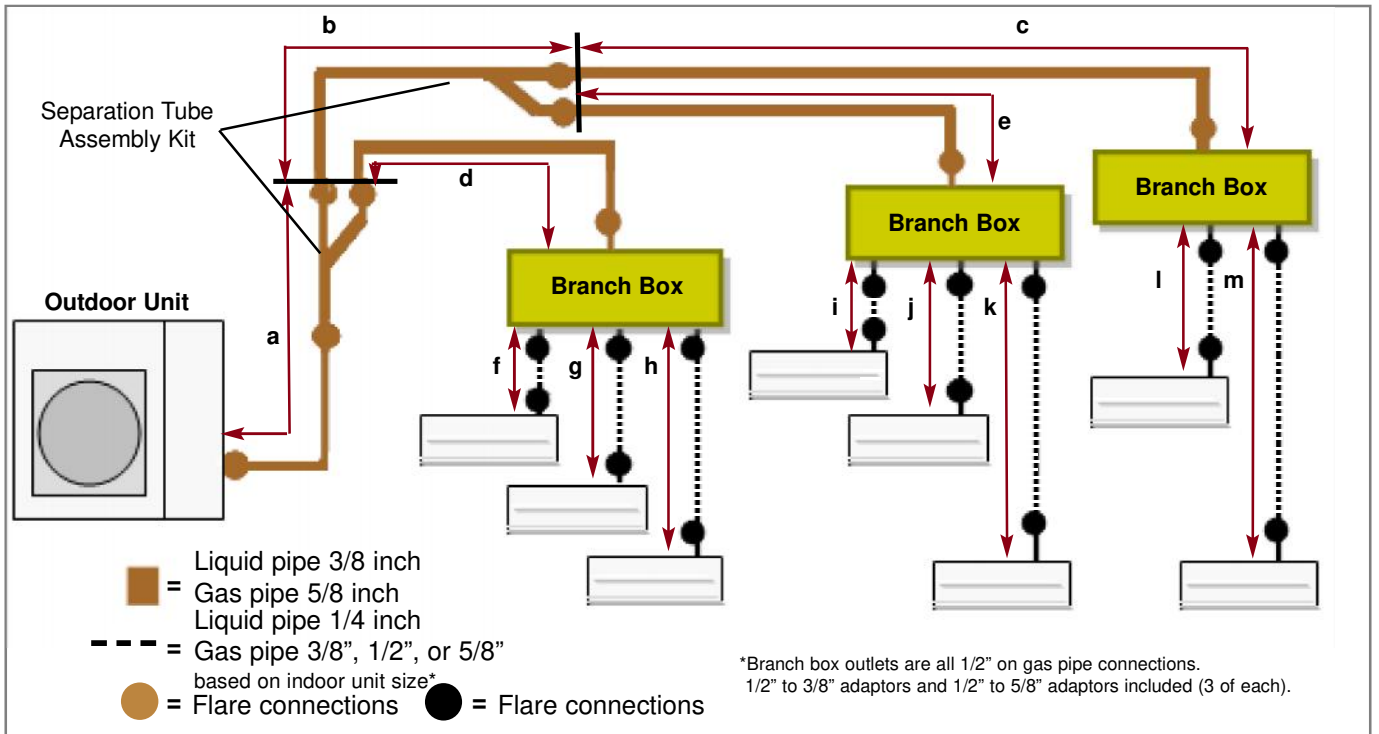 b
c
Separation Tube
Assembly Kit
e
d
Branch Box
Branch Box
Branch Box
Outdoor Unit
a
f
g
h
i
j
k
l
m
= Liquid pipe 3/8 inch
Gas pipe 5/8 inch
Liquid pipe 1/4 inch
= Gas pipe 3/8”, 1/2”, or 5/8”
based on indoor unit size*
= Flare connections
= Flare connections
*Branch box outlets are all 1/2” on gas pipe connections.
1/2” to 3/8” adaptors and 1/2” to 5/8” adaptors included (3 of each).